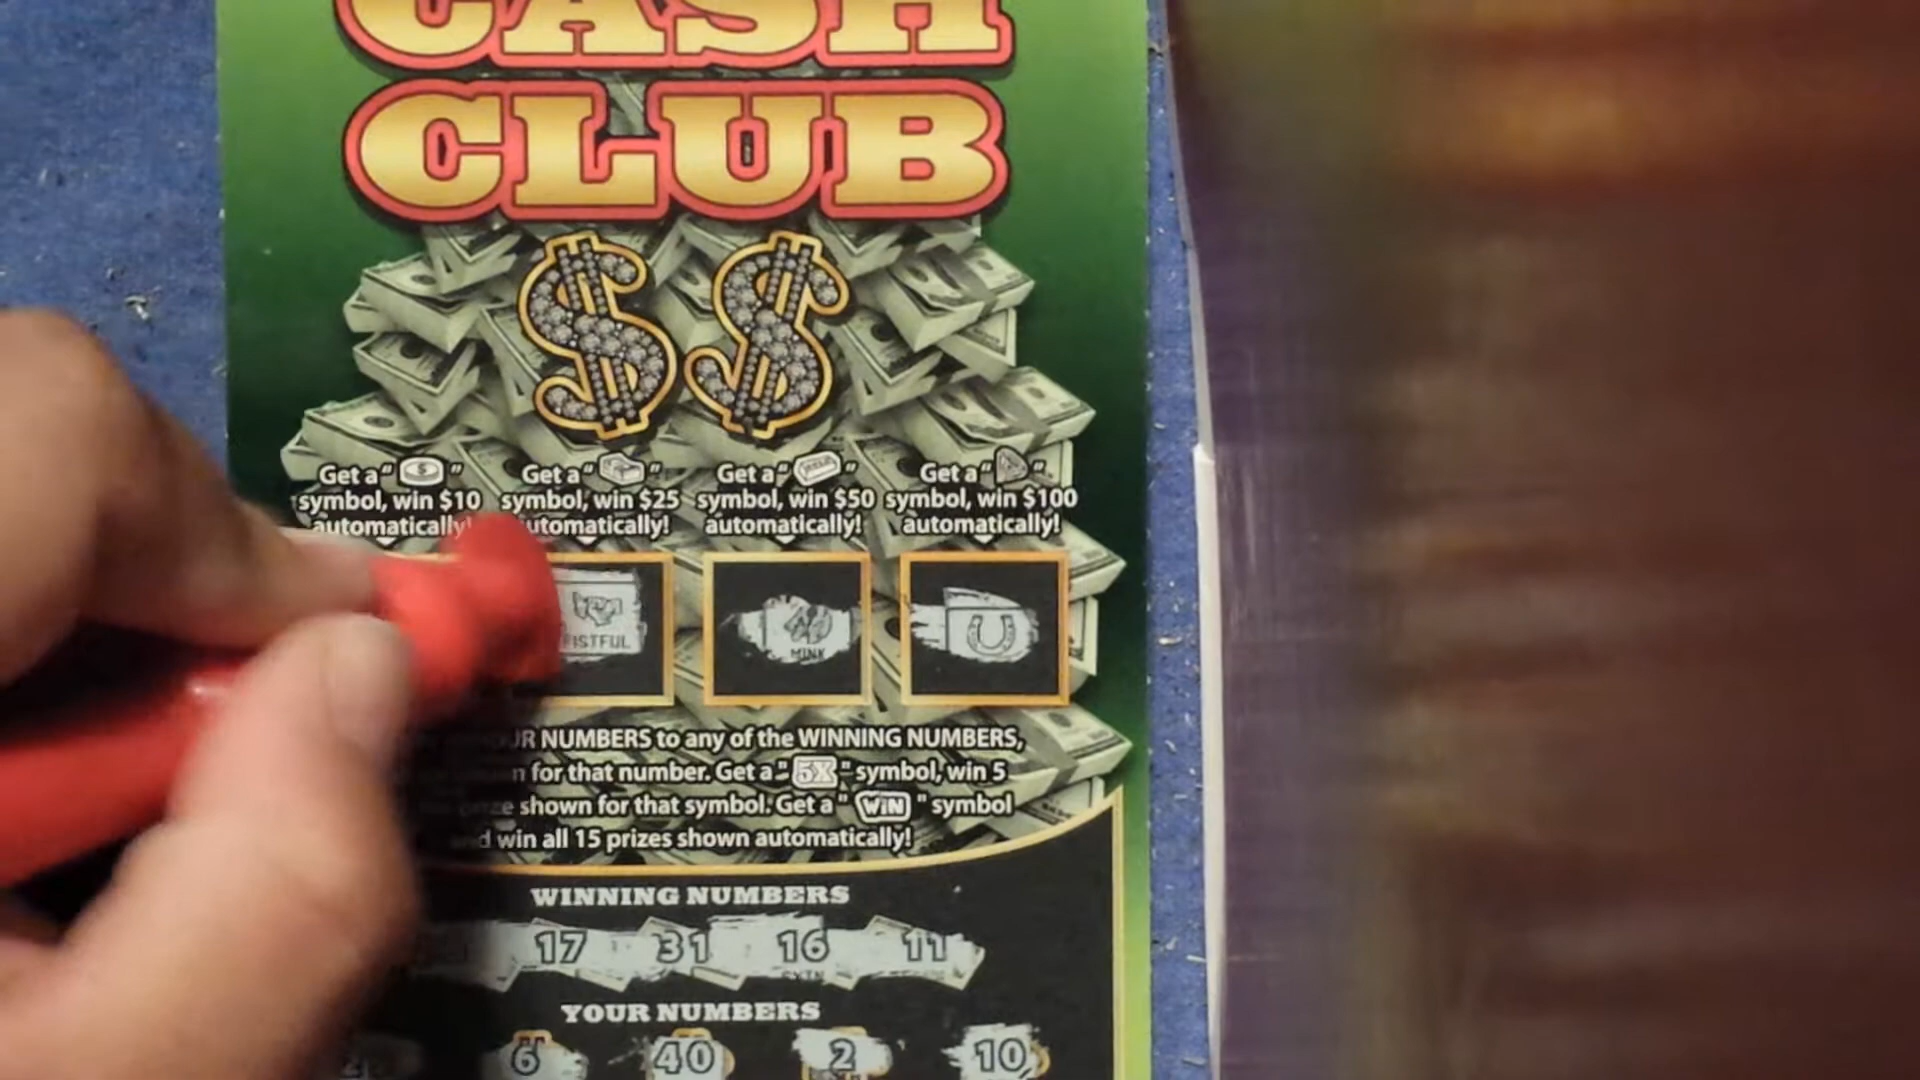 CASH
CLUB
$$
Get a " $ " symbol, win $10 automatically!
Get a " " symbol, win $25 automatically!
Get a " " symbol, win $50 automatically!
Get a " " symbol, win $100 automatically!
FISTFUL
MINK
NUMBERS to any of the WINNING NUMBERS,
for that number. Get a " 5X " symbol, win 5
shown for that symbol. Get a " WIN " symbol
and win all 15 prizes shown automatically!
WINNING NUMBERS
17 31 16 11
SXTN
YOUR NUMBERS
6 40 2 10